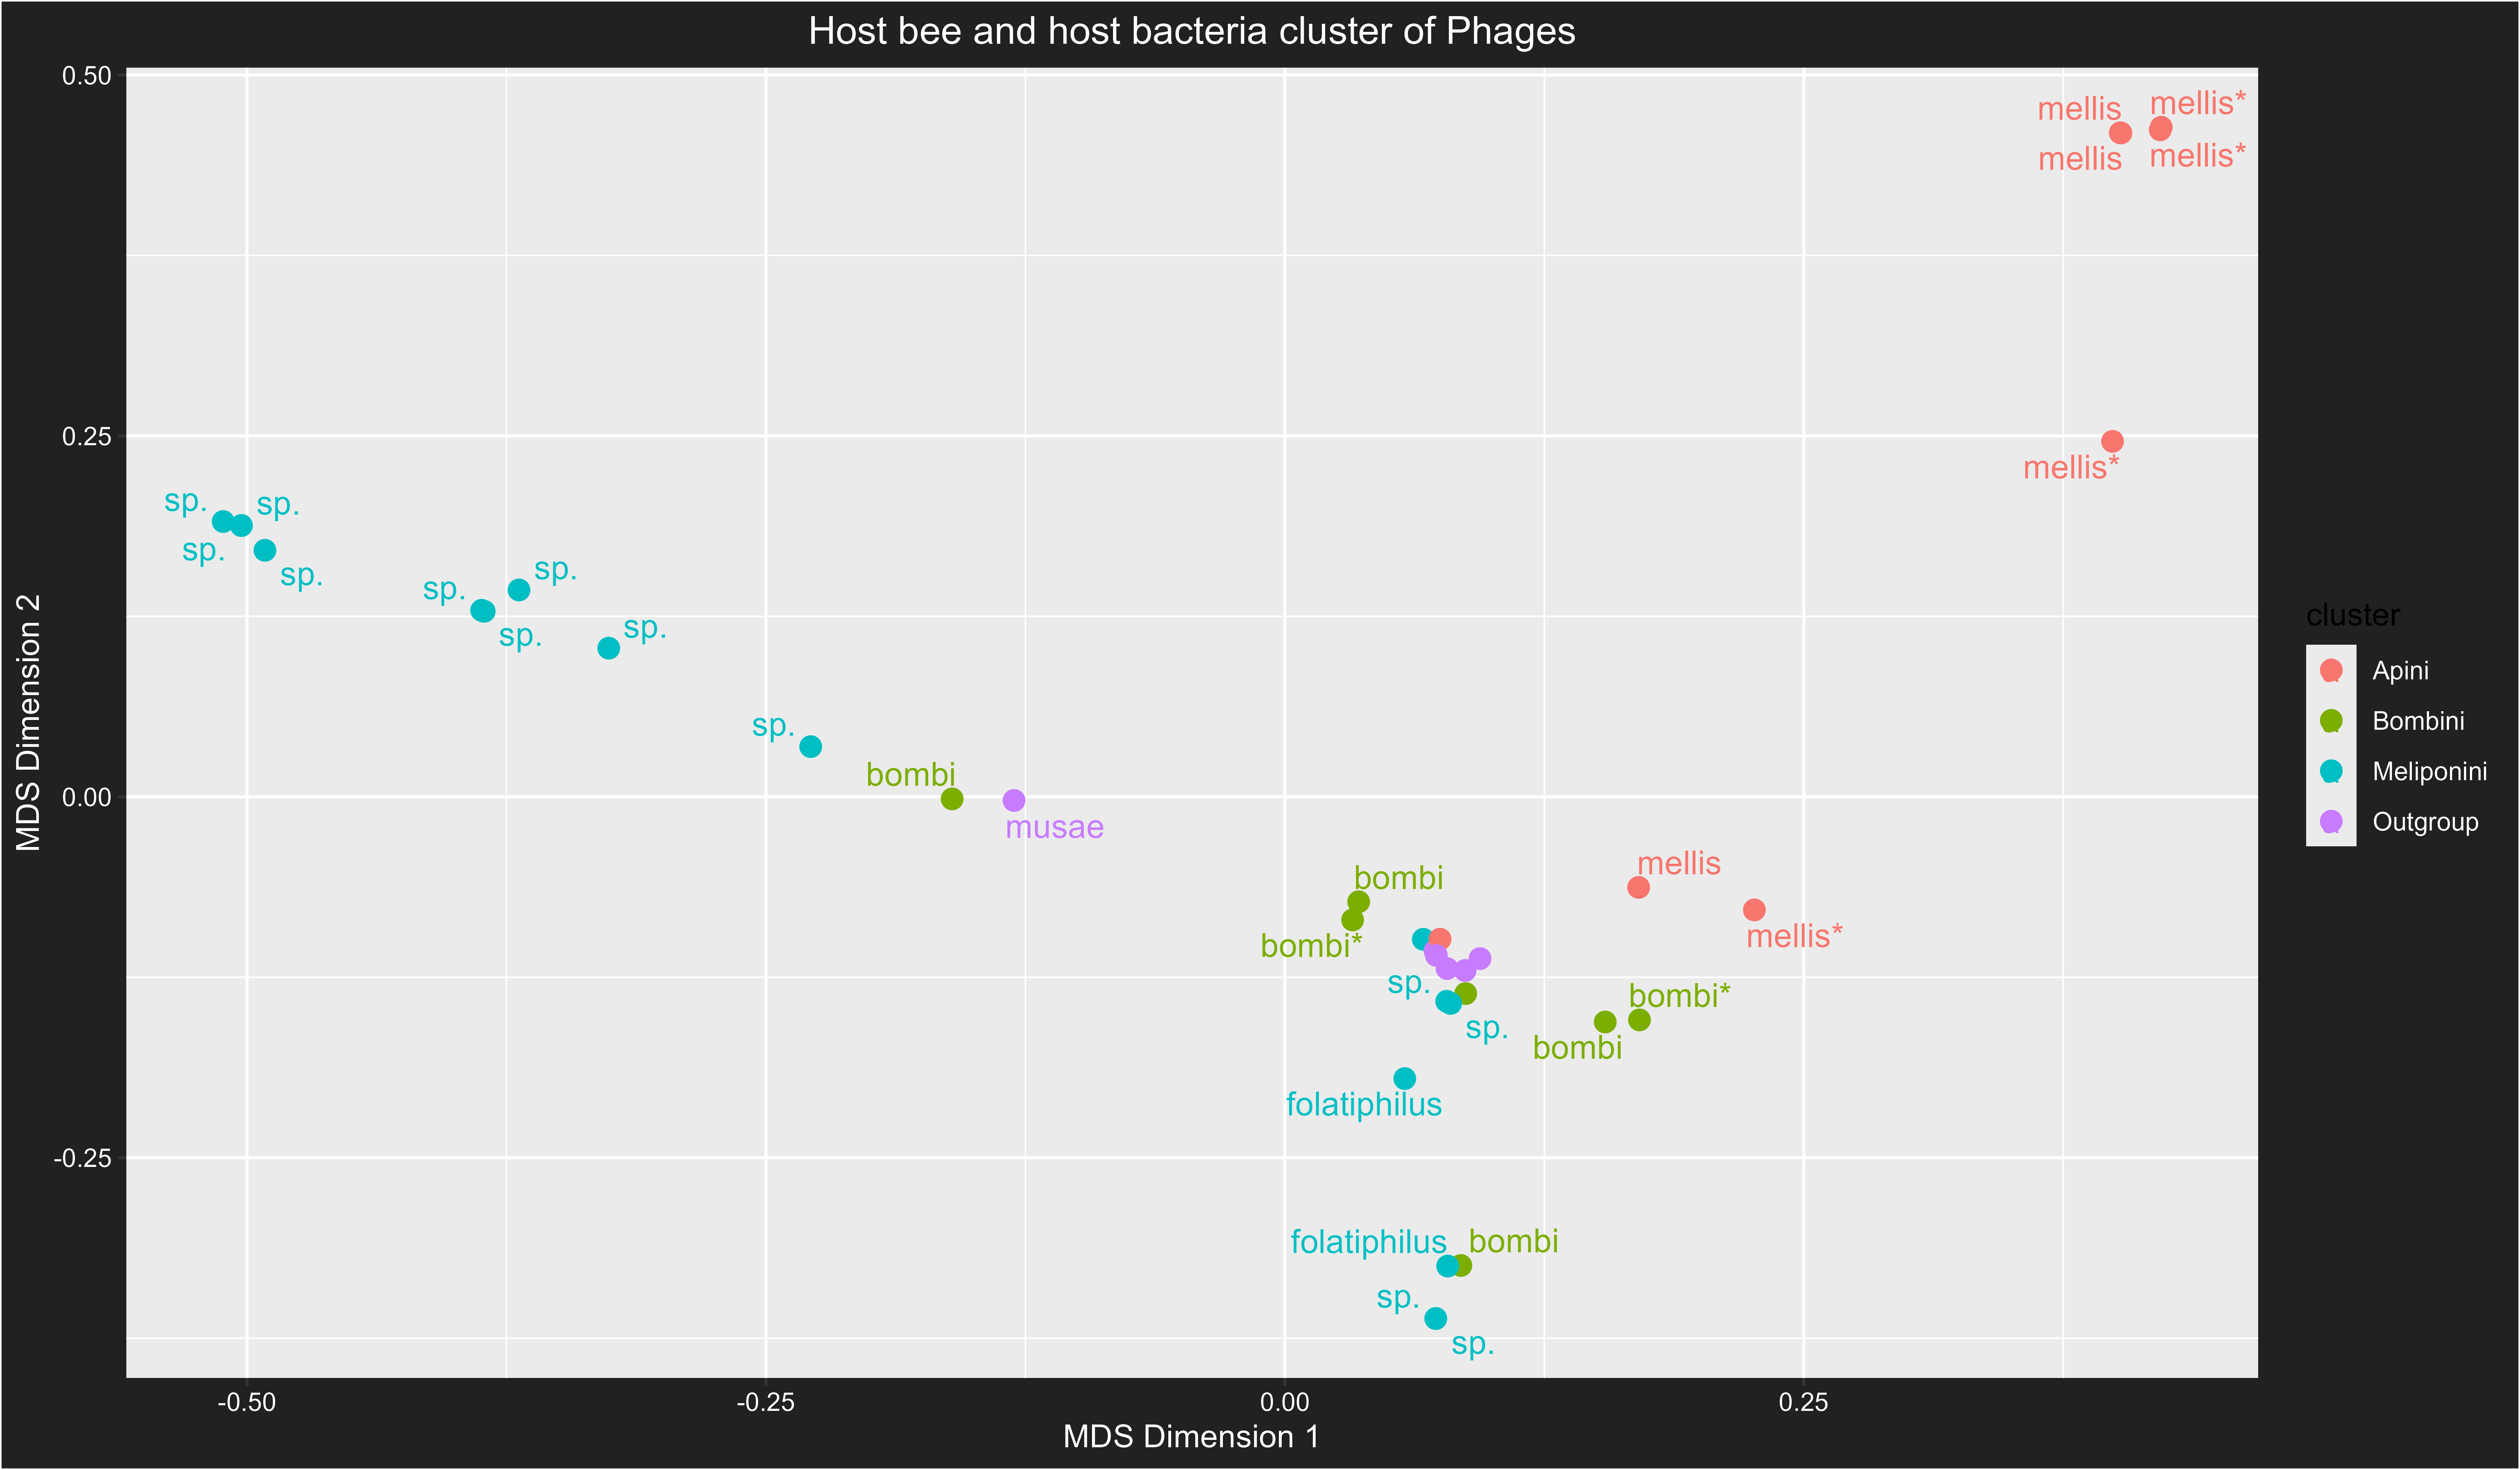 Host bee and host bacteria cluster of Phages
0.50
0.25
0.00
-0.25
MDS Dimension 2
mellis
mellis*
mellis
mellis*
mellis*
sp.
sp.
sp.
sp.
sp.
sp.
sp.
sp.
sp.
bombi
musae
mellis
bombi
mellis*
bombi*
sp.
bombi*
sp.
bombi
folatiphilus
folatiphilus
bombi
sp.
sp.
-0.50
-0.25
0.00
0.25
MDS Dimension 1
cluster
Apini
Bombini
Meliponini
Outgroup